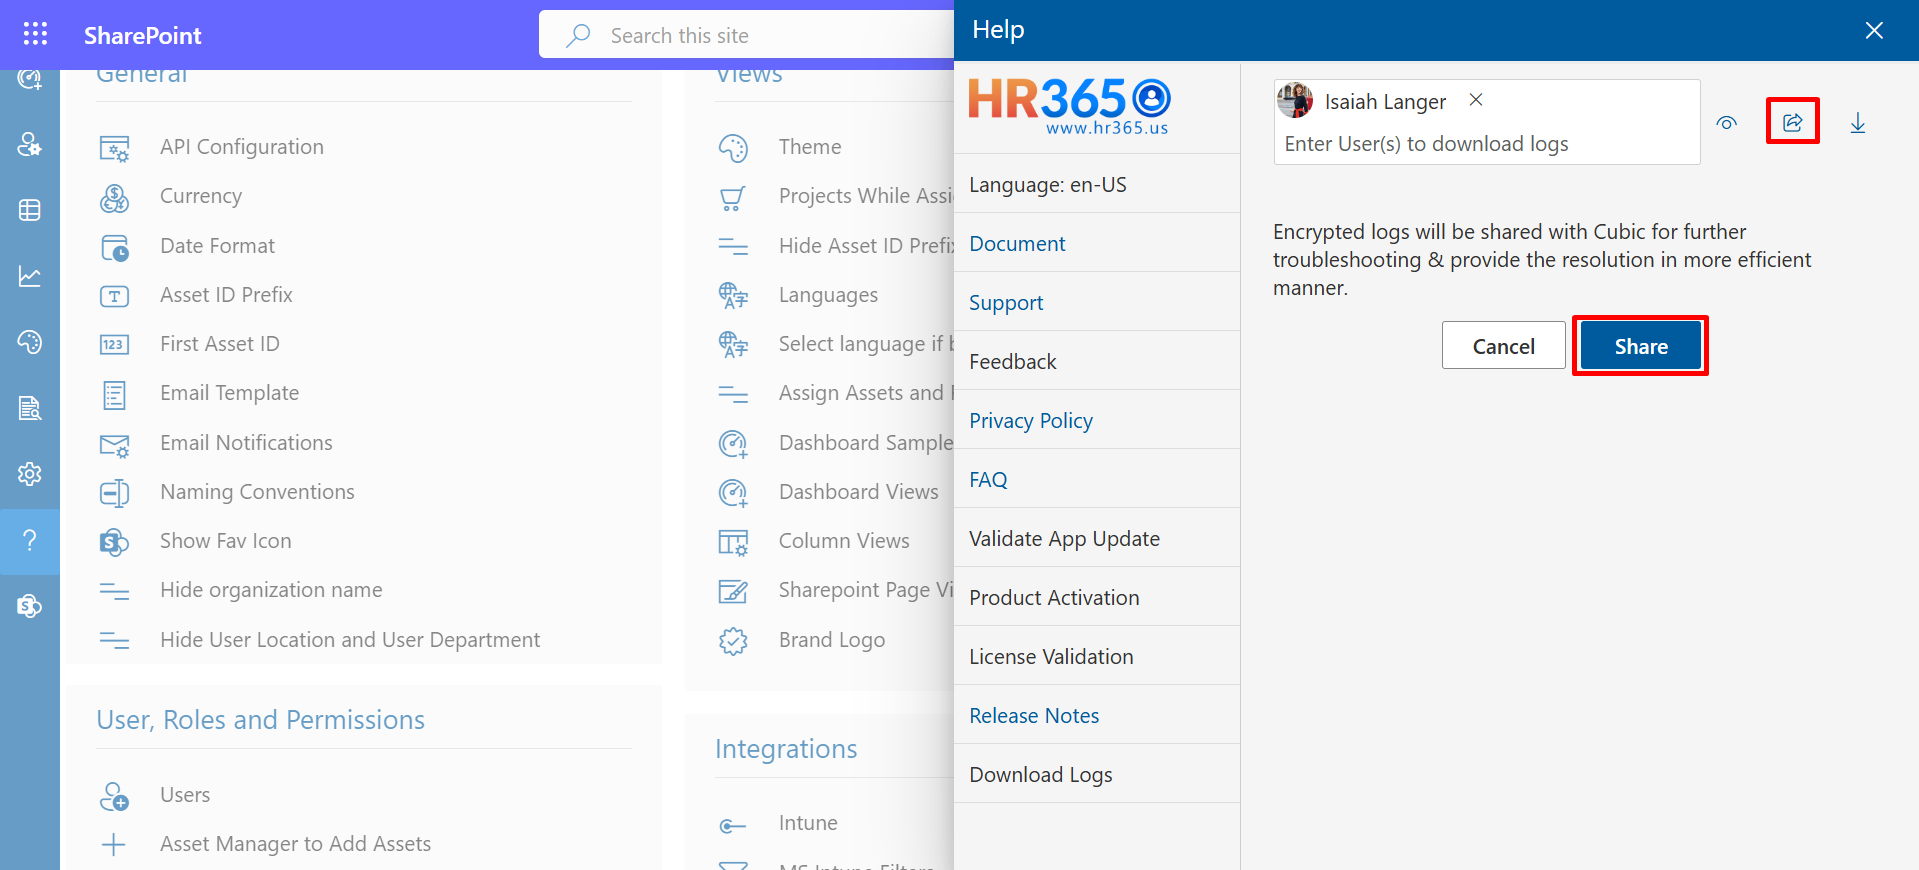 SharePoint
Search this site
General
API Configuration
Currency
Date Format
Asset ID Prefix
First Asset ID
Email Template
Email Notifications
Naming Conventions
Show Fav Icon
Hide organization name
Hide User Location and User Department
User, Roles and Permissions
Users
Asset Manager to Add Assets
Views
Theme
Projects While Assi
Hide Asset ID Prefix
Languages
Select language if b
Assign Assets and
Dashboard Sample
Dashboard Views
Column Views
Sharepoint Page Vi
Brand Logo
Integrations
Intune
MS Intune Filters
Help
HR365
www.hr365.us
Language: en-US
Document
Support
Feedback
Privacy Policy
FAQ
Validate App Update
Product Activation
License Validation
Release Notes
Download Logs
Isaiah Langer
Enter User(s) to download logs
Encrypted logs will be shared with Cubic for further
troubleshooting & provide the resolution in more efficient
manner.
Cancel
Share